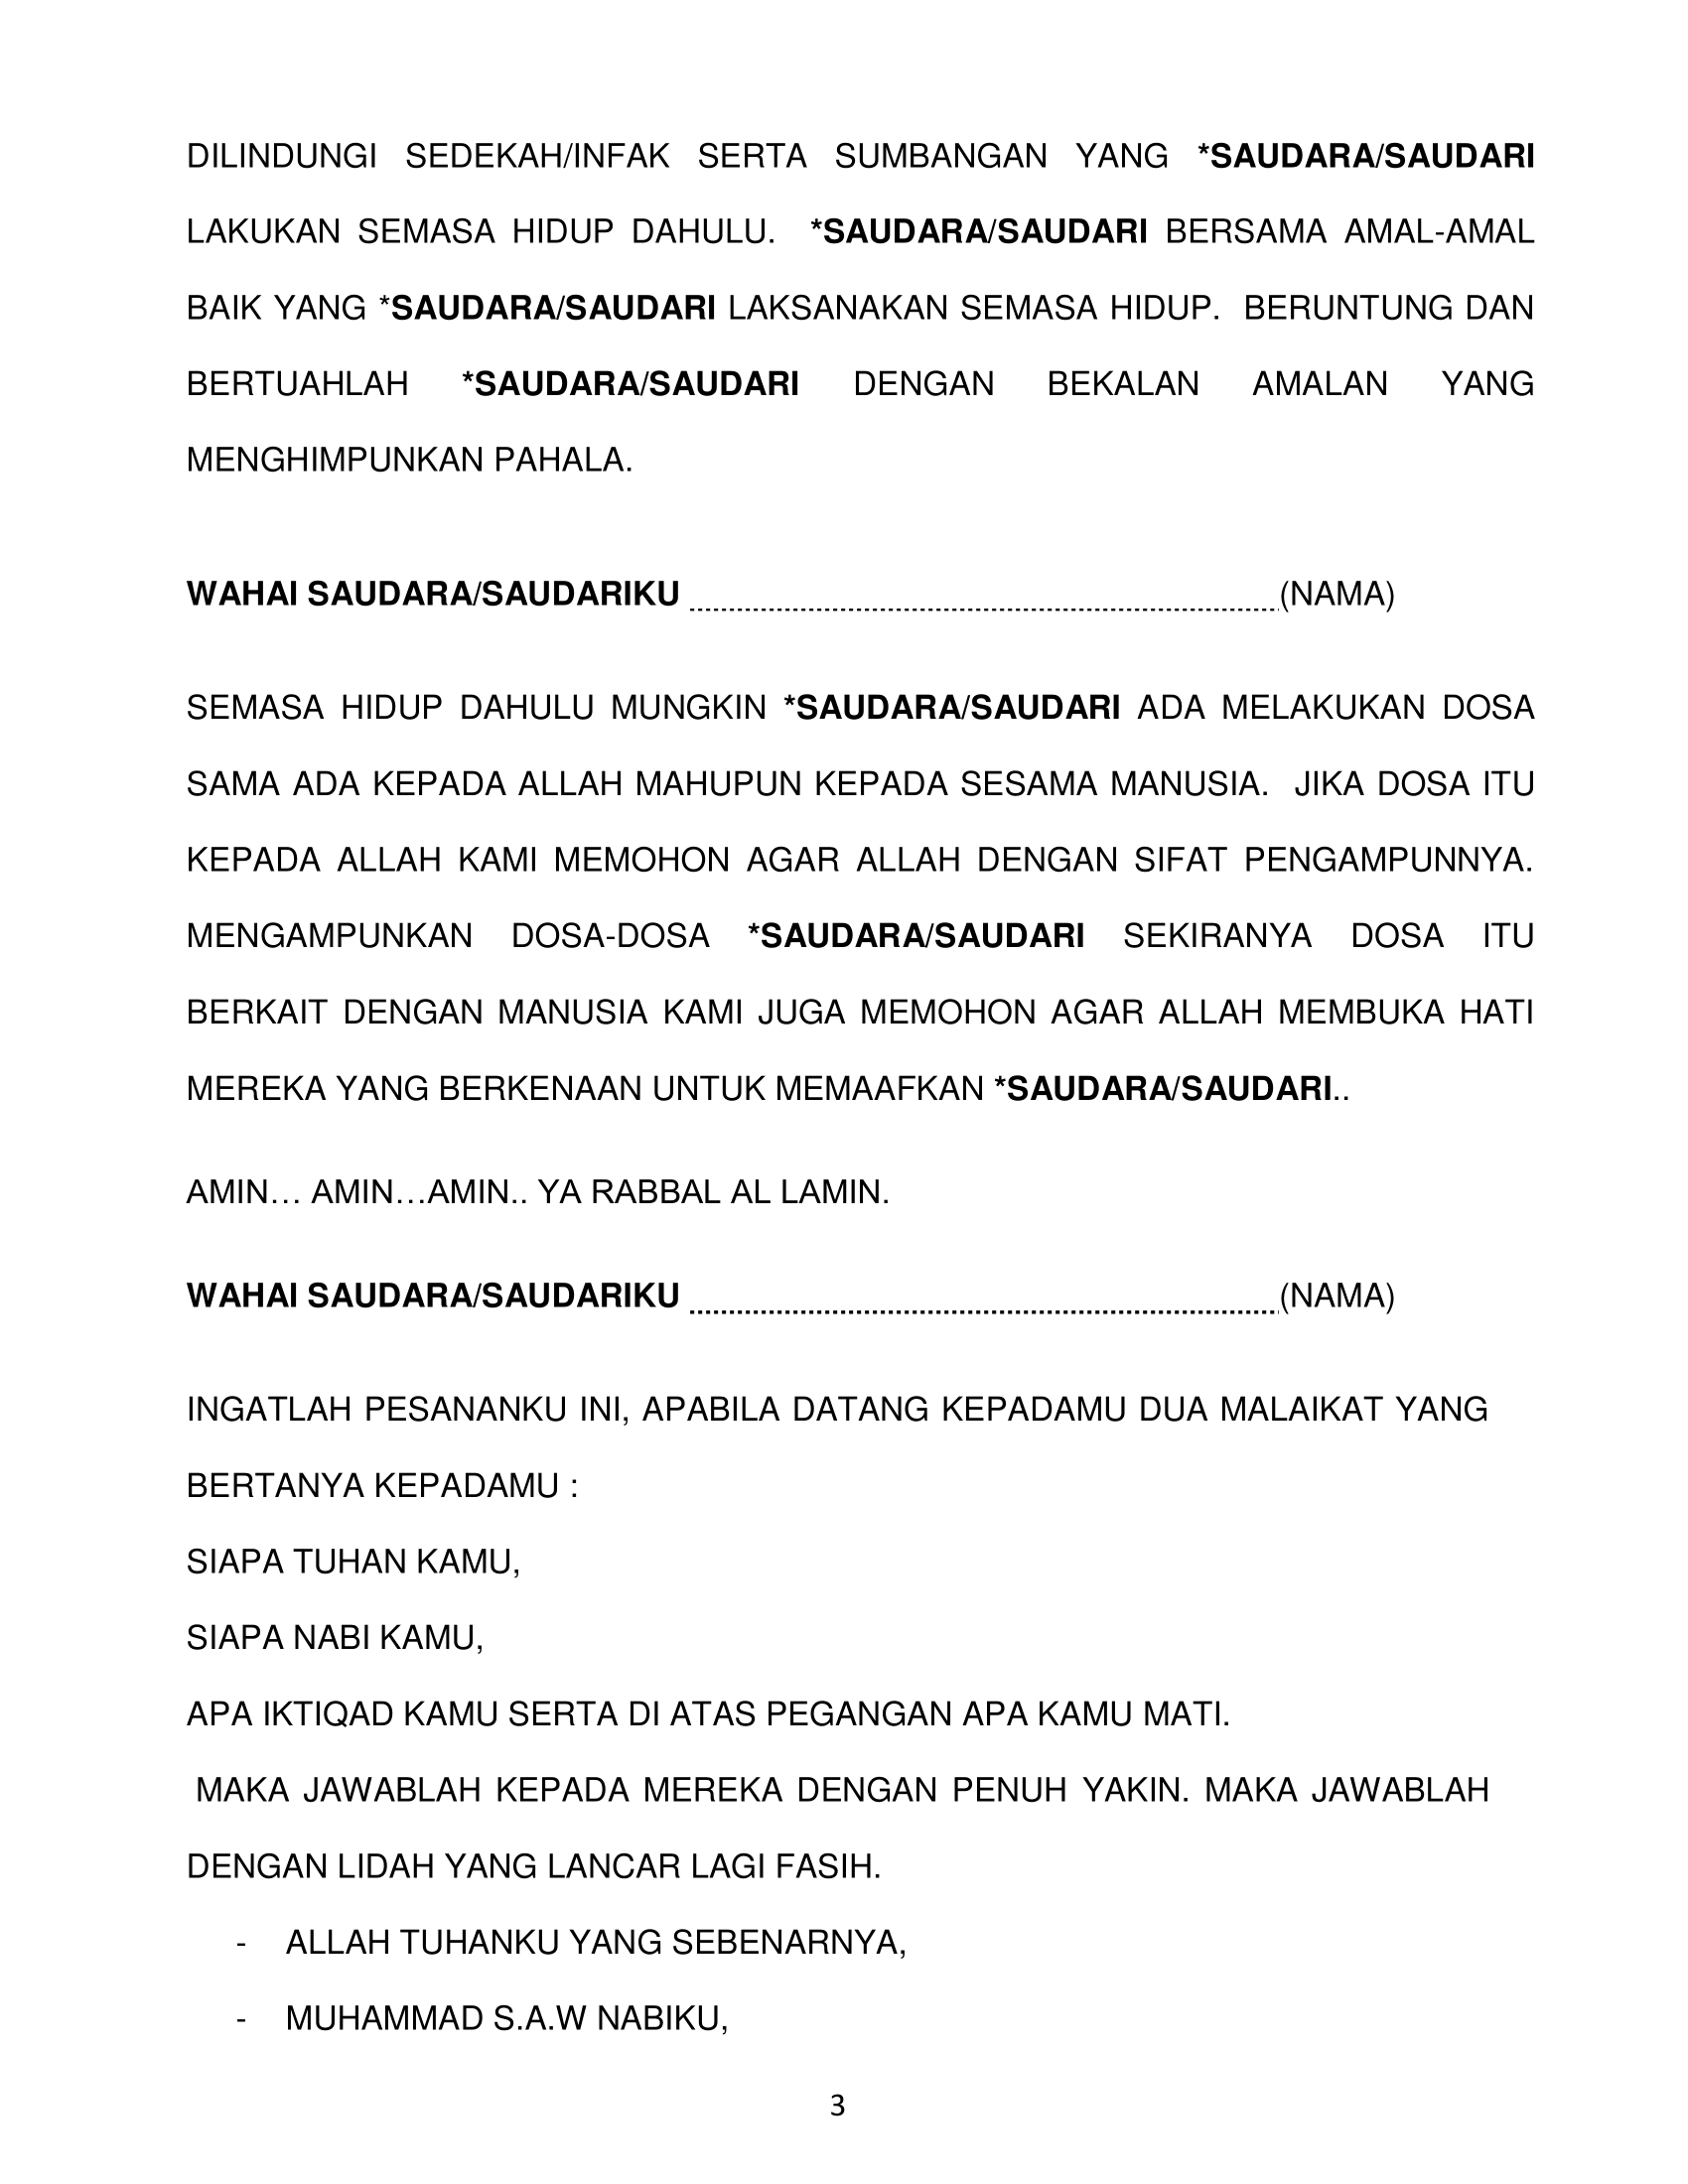 DILINDUNGI SEDEKAH/INFAK SERTA SUMBANGAN YANG *SAUDARA/SAUDARI
LAKUKAN SEMASA HIDUP DAHULU. *SAUDARA/SAUDARI BERSAMA AMAL-AMAL
BAIK YANG *SAUDARA/SAUDARI LAKSANAKAN SEMASA HIDUP. BERUNTUNG DAN
BERTUAHLAH *SAUDARA/SAUDARI DENGAN BEKALAN AMALAN YANG
MENGHIMPUNKAN PAHALA.
WAHAI SAUDARA/SAUDARIKU ........................................(NAMA)
SEMASA HIDUP DAHULU MUNGKIN *SAUDARA/SAUDARI ADA MELAKUKAN DOSA
SAMA ADA KEPADA ALLAH MAHUPUN KEPADA SESAMA MANUSIA. JIKA DOSA ITU
KEPADA ALLAH KAMI MEMOHON AGAR ALLAH DENGAN SIFAT PENGAMPUNNYA.
MENGAMPUNKAN DOSA-DOSA *SAUDARA/SAUDARI SEKIRANYA DOSA ITU
BERKAIT DENGAN MANUSIA KAMI JUGA MEMOHON AGAR ALLAH MEMBUKA HATI
MEREKA YANG BERKENAAN UNTUK MEMAAFKAN *SAUDARA/SAUDARI..
AMIN… AMIN…AMIN.. YA RABBAL AL LAMIN.
WAHAI SAUDARA/SAUDARIKU ........................................(NAMA)
INGATLAH PESANANKU INI, APABILA DATANG KEPADAMU DUA MALAIKAT YANG
BERTANYA KEPADAMU :
SIAPA TUHAN KAMU,
SIAPA NABI KAMU,
APA IKTIQAD KAMU SERTA DI ATAS PEGANGAN APA KAMU MATI.
MAKA JAWABLAH KEPADA MEREKA DENGAN PENUH YAKIN. MAKA JAWABLAH
DENGAN LIDAH YANG LANCAR LAGI FASIH.
- ALLAH TUHANKU YANG SEBENARNYA,
- MUHAMMAD S.A.W NABIKU,
3